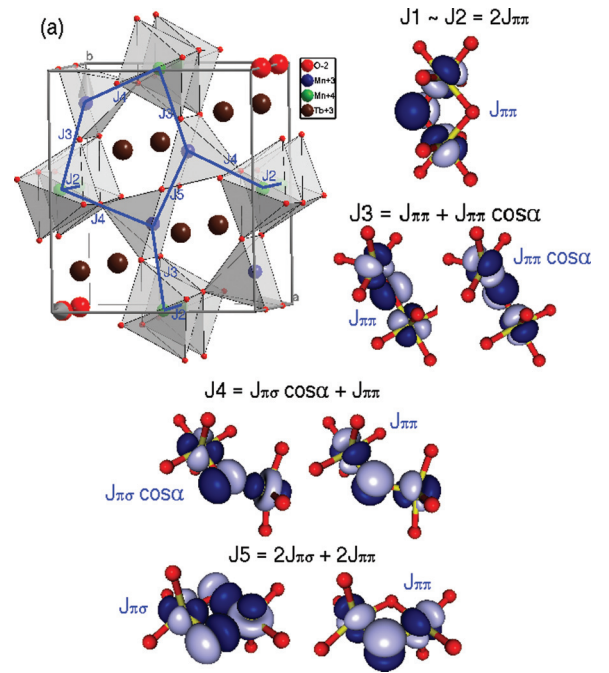 (a)
b
O-2
Mn+3
Mn+4
Tb+3
J4
J3
J3
J2
J4
J2
J5
J4
J3
J2
a
J1 ~ J2 = 2Jππ
Jππ
J3 = Jππ + Jππ cosα
Jππ cosα
Jππ
J4 = Jπσ cosα + Jππ
Jππ
Jπσ cosα
J5 = 2Jπσ + 2Jππ
Jπσ
Jππ